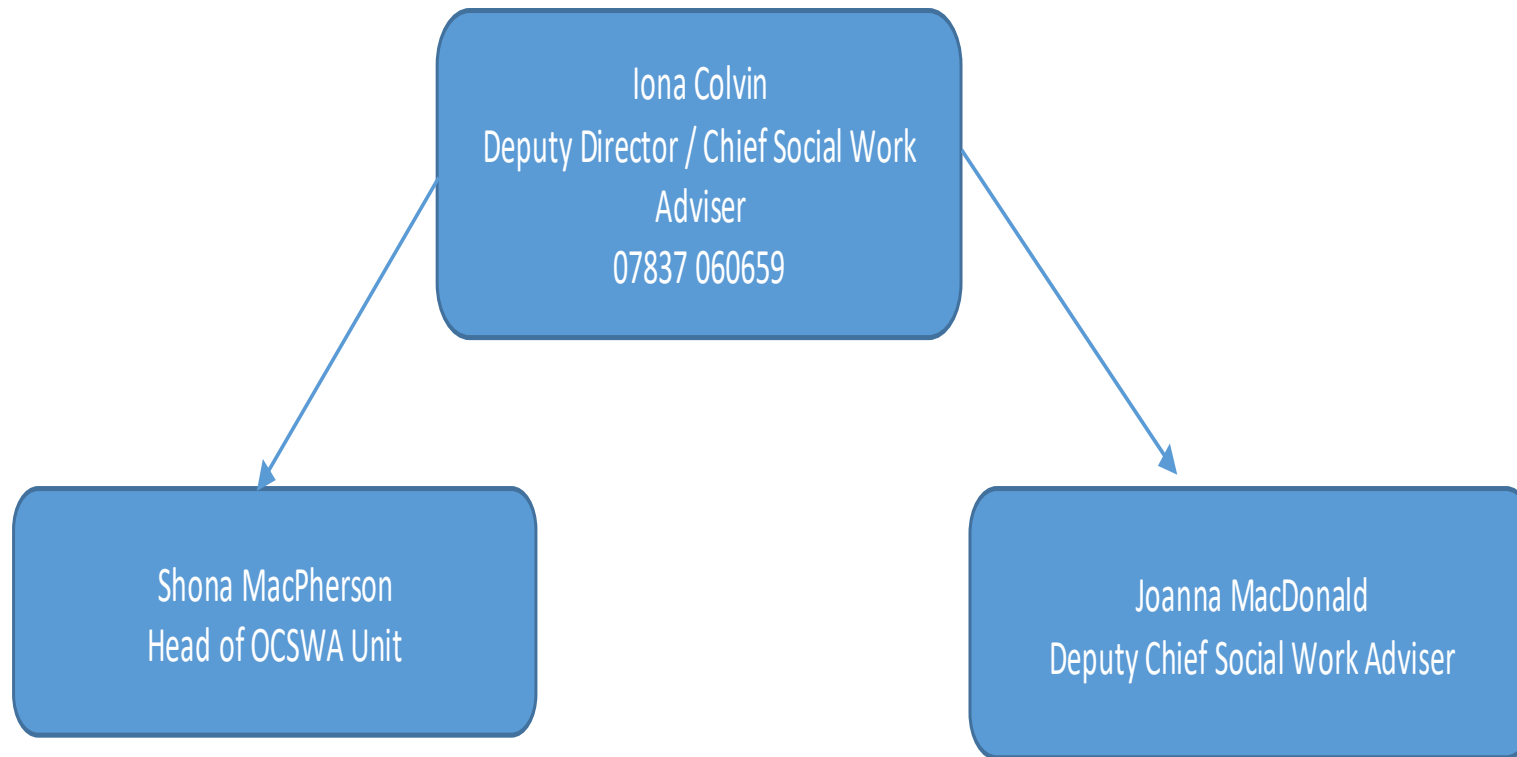 Iona Colvin
Deputy Director / Chief Social Work
Adviser
07837 060659
Shona MacPherson
Head of OCSWA Unit
Joanna MacDonald
Deputy Chief Social Work Adviser